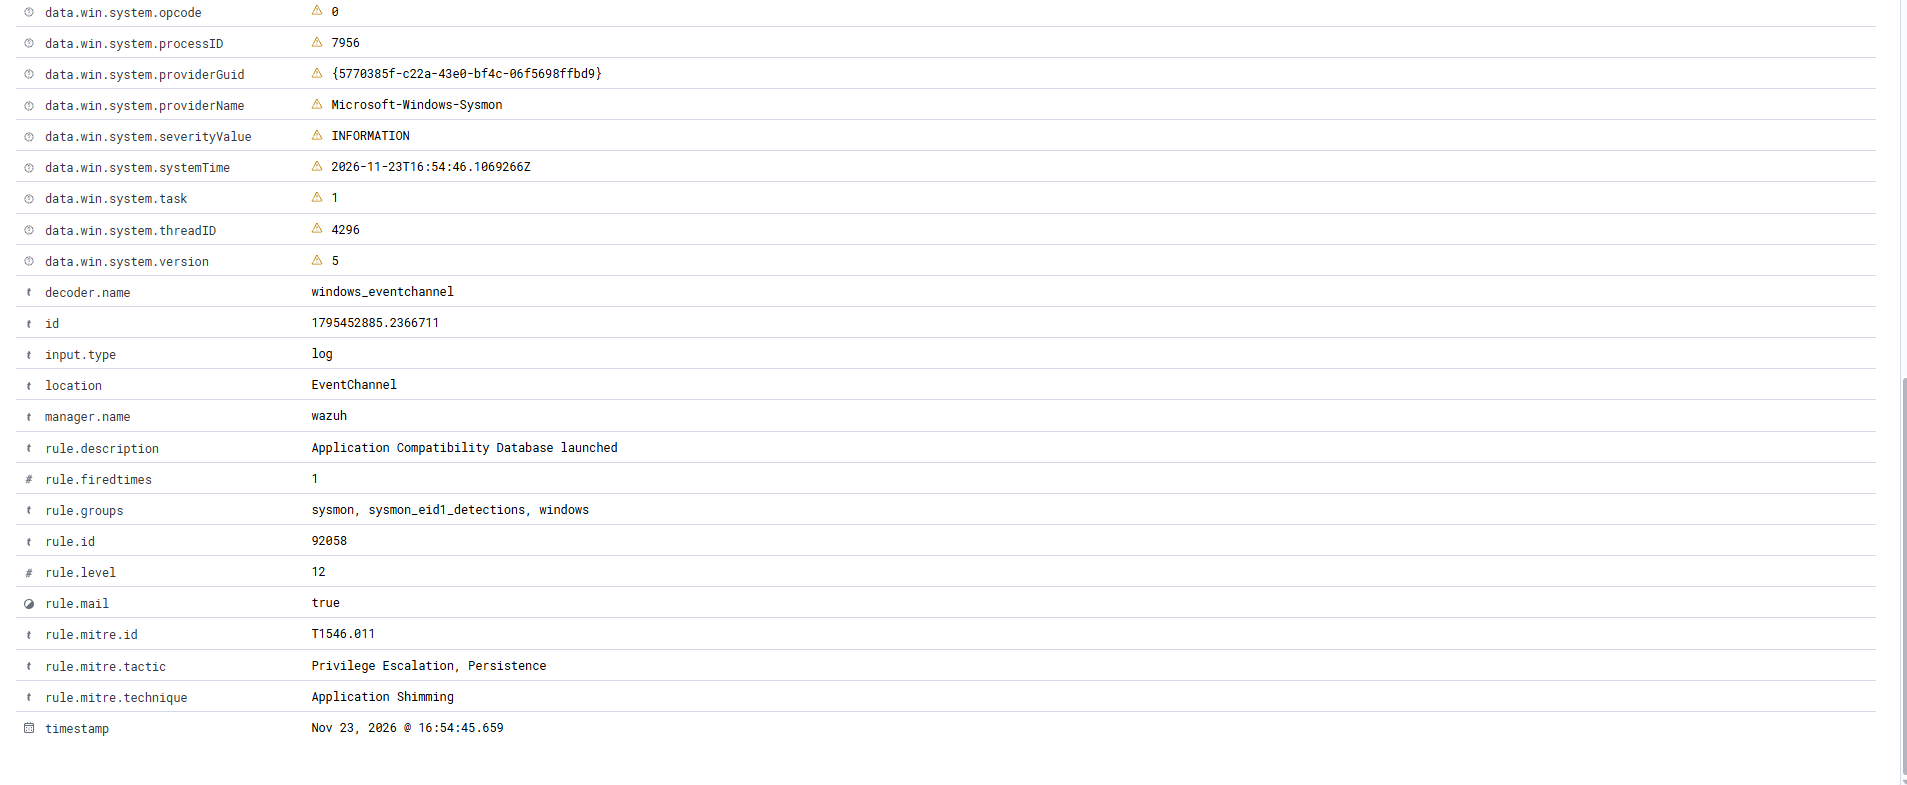 data.win.system.opcode 0
data.win.system.processID 7956
data.win.system.providerGuid {5770385f-c22a-43e0-bf4c-06f5698ffbd9}
data.win.system.providerName Microsoft-Windows-Sysmon
data.win.system.severityValue INFORMATION
data.win.system.systemTime 2026-11-23T16:54:46.1069266Z
data.win.system.task 1
data.win.system.threadID 4296
data.win.system.version 5
t decoder.name windows_eventchannel
t id 1795452885.2366711
t input.type log
t location EventChannel
t manager.name wazuh
t rule.description Application Compatibility Database launched
# rule.firedtimes 1
t rule.groups sysmon, sysmon_eid1_detections, windows
t rule.id 92058
# rule.level 12
rule.mail true
t rule.mitre.id T1546.011
t rule.mitre.tactic Privilege Escalation, Persistence
t rule.mitre.technique Application Shimming
timestamp Nov 23, 2026 @ 16:54:45.659